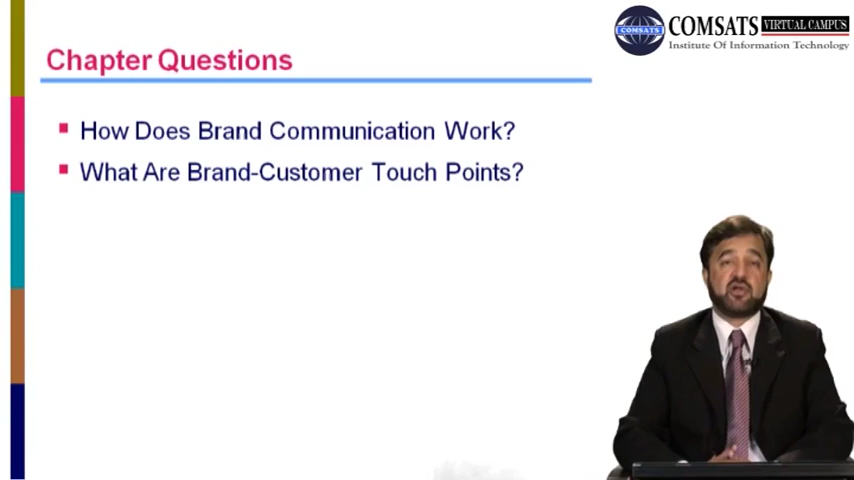 COMSATS VIRTUAL CAMPUS
COMSATS
Institute Of Information Technology
Chapter Questions
How Does Brand Communication Work?
What Are Brand-Customer Touch Points?